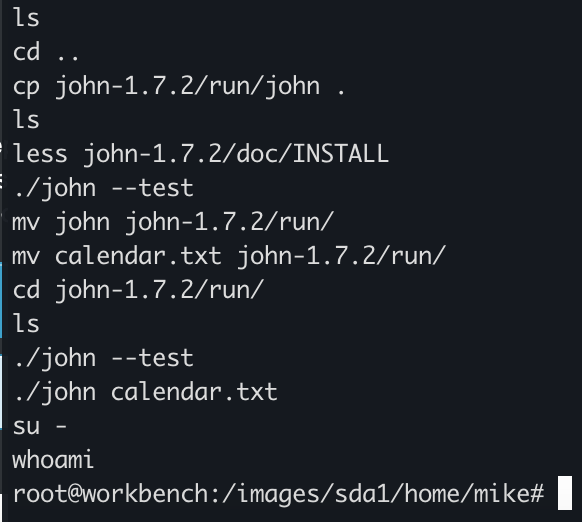 ls
cd ..
cp john-1.7.2/run/john .
ls
less john-1.7.2/doc/INSTALL
./john --test
mv john john-1.7.2/run/
mv calendar.txt john-1.7.2/run/
cd john-1.7.2/run/
ls
./john --test
./john calendar.txt
su -
whoami
root@workbench:/images/sda1/home/mike#